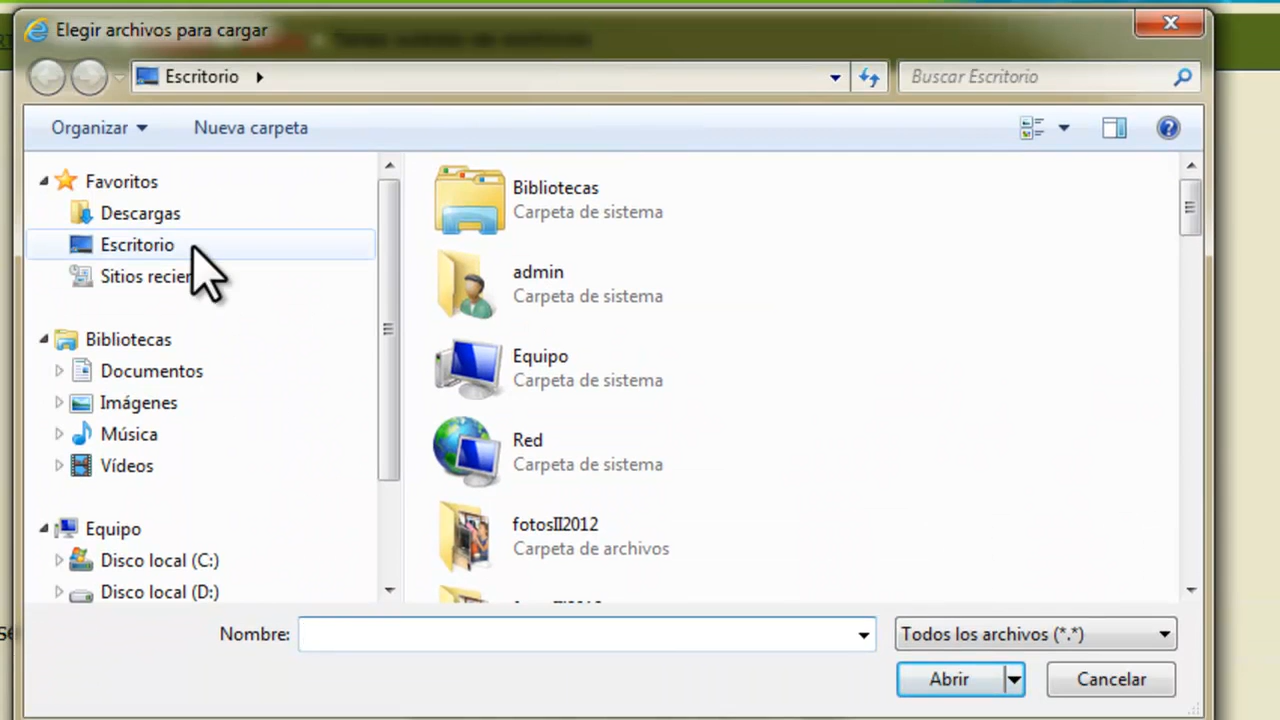 Elegir archivos para cargar
Escritorio
Buscar Escritorio
Organizar
Nueva carpeta
Favoritos
Descargas
Escritorio
Sitios recien
Bibliotecas
Documentos
Imágenes
Música
Vídeos
Equipo
Disco local (C:)
Disco local (D:)
Bibliotecas
Carpeta de sistema
admin
Carpeta de sistema
Equipo
Carpeta de sistema
Red
Carpeta de sistema
fotosII2012
Carpeta de archivos
Nombre:
Todos los archivos (*.*)
Abrir
Cancelar